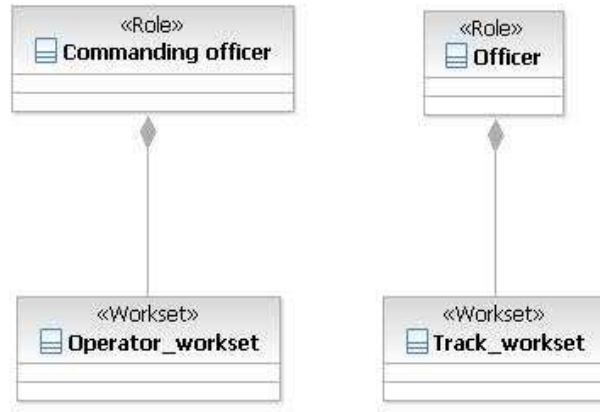 «Role»
Commanding officer
«Role»
Officer
«Workset»
Operator_workset
«Workset»
Track_workset